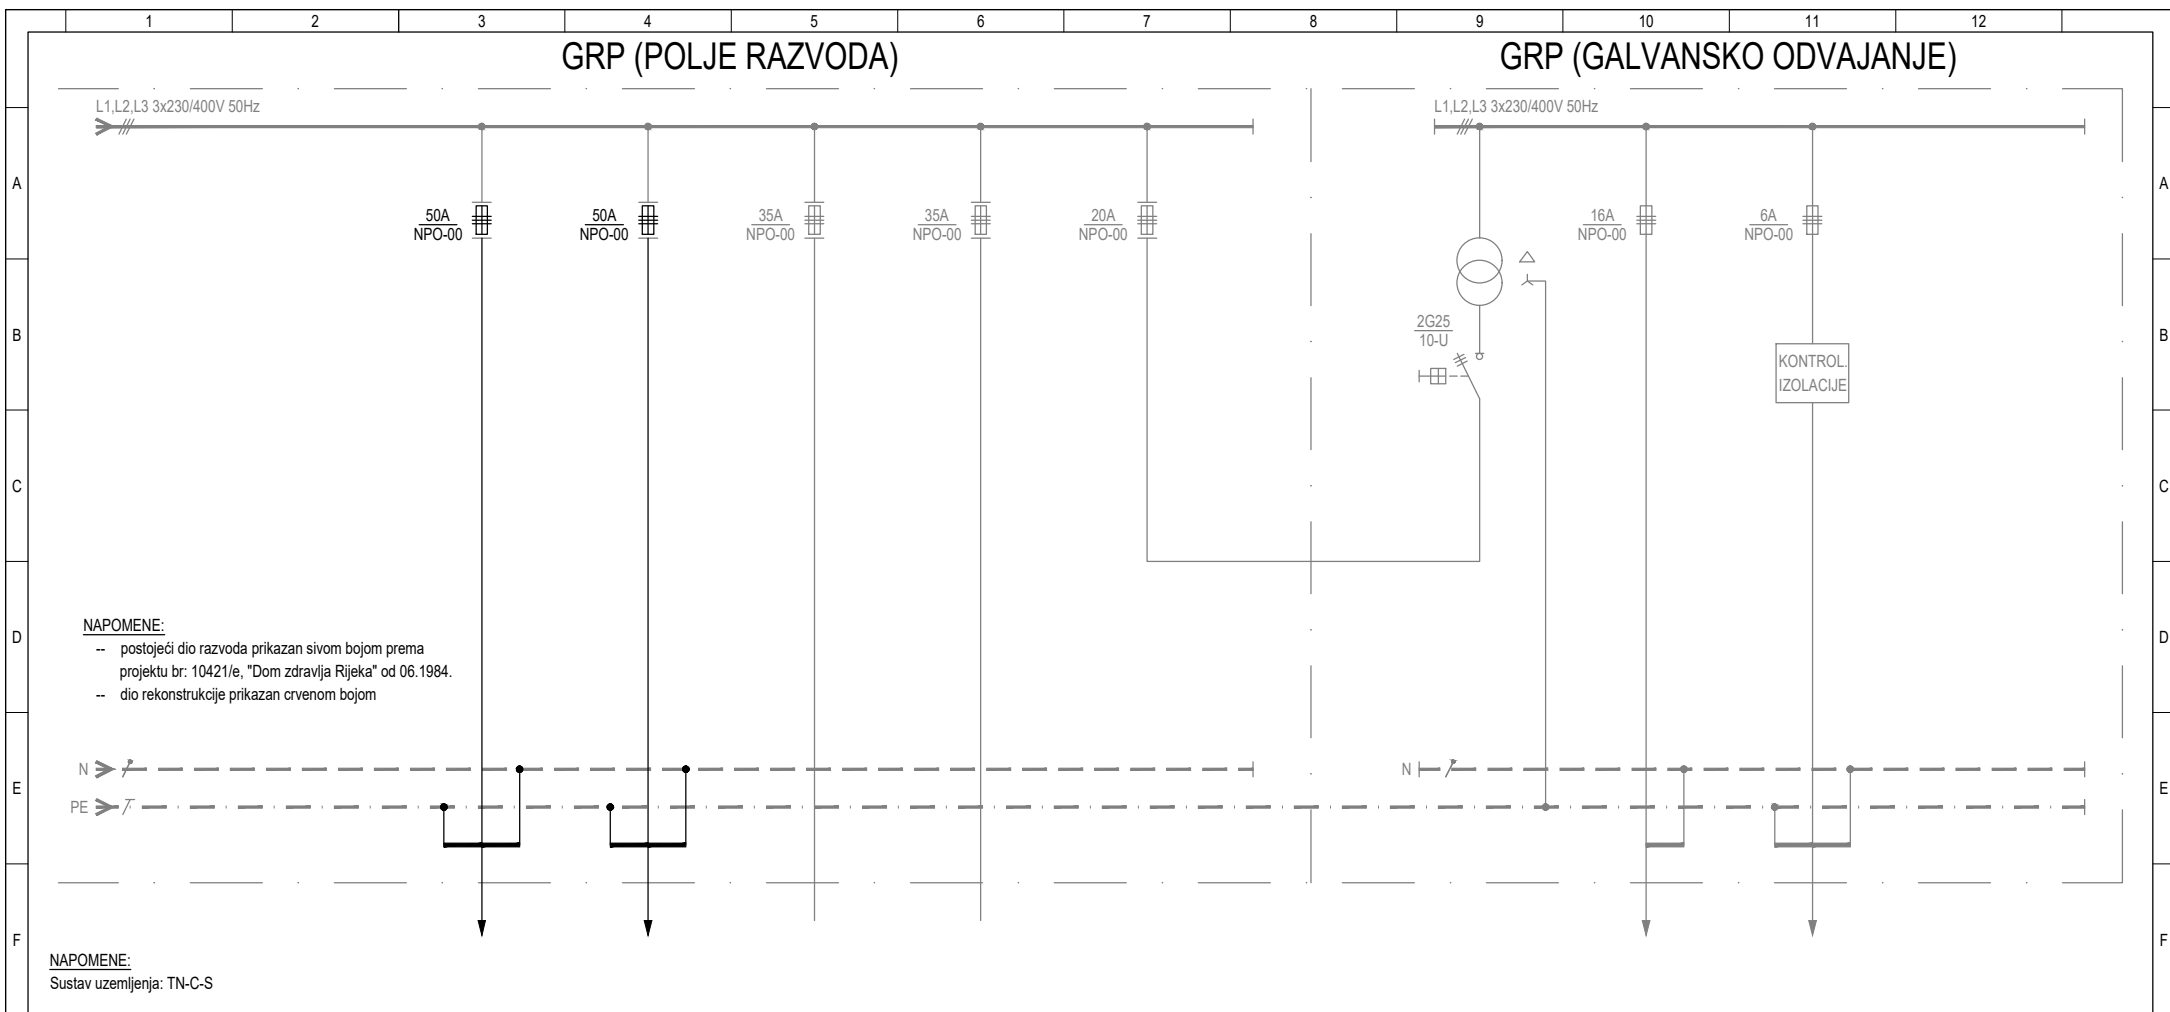 1 2 3 4 5 6 7 8 9 10 11 12
GRP (POLJE RAZVODA) GRP (GALVANSKO ODVAJANJE)
L1,L2,L3 3x230/400V 50Hz L1,L2,L3 3x230/400V 50Hz
A A
50A 50A 35A 35A 20A 16A 6A
NPO-00 NPO-00 NPO-00 NPO-00 NPO-00 NPO-00 NPO-00
2G25
B 10-U B
KONTROL.
IZOLACIJE
C C
NAPOMENE:
D D
-- postojeći dio razvoda prikazan sivom bojom prema
projektu br: 10421/e, "Dom zdravlja Rijeka" od 06.1984.
-- dio rekonstrukcije prikazan crvenom bojom
N N
E E
PE
F F
NAPOMENE:
Sustav uzemljenja: TN-C-S